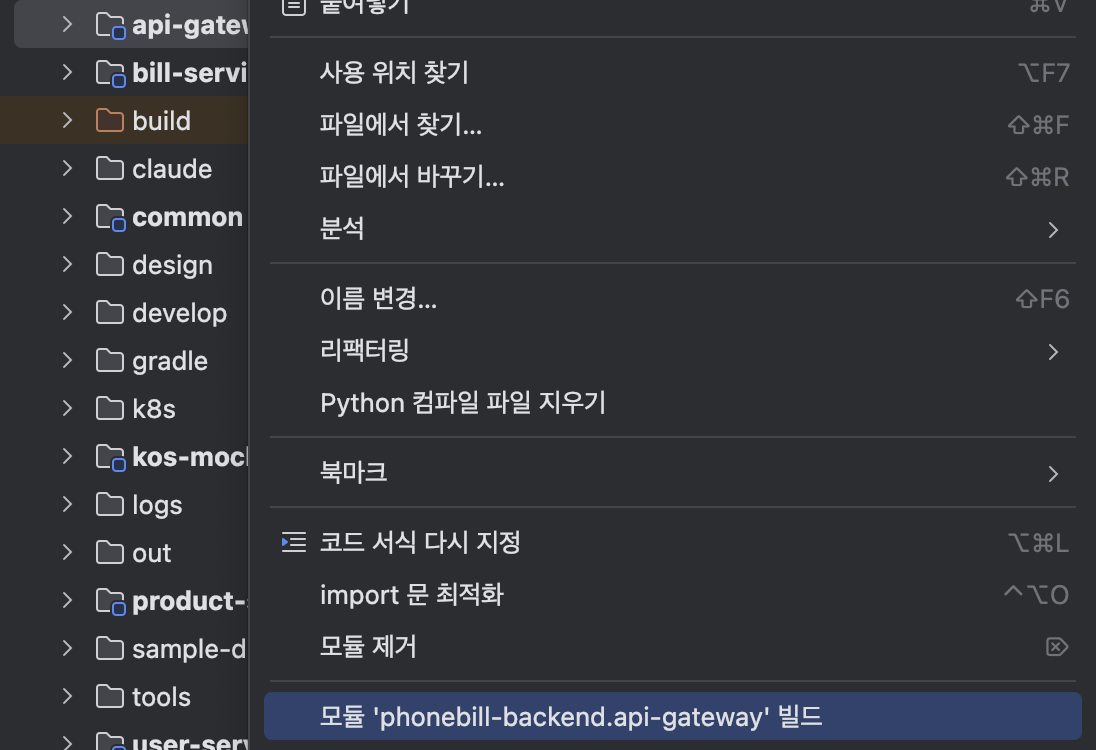 api-gatew
bill-servi
build
claude
common
design
develop
gradle
k8s
kos-mock
logs
out
product-s
sample-d
tools
user-serv
붙여넣기 ⌘V
사용 위치 찾기 ⌥F7
파일에서 찾기... ⇧⌘F
파일에서 바꾸기... ⇧⌘R
분석
이름 변경... ⇧F6
리팩터링
Python 컴파일 파일 지우기
북마크
코드 서식 다시 지정 ⌥⌘L
import 문 최적화 ^⌥O
모듈 제거 ⌦
모듈 'phonebill-backend.api-gateway' 빌드